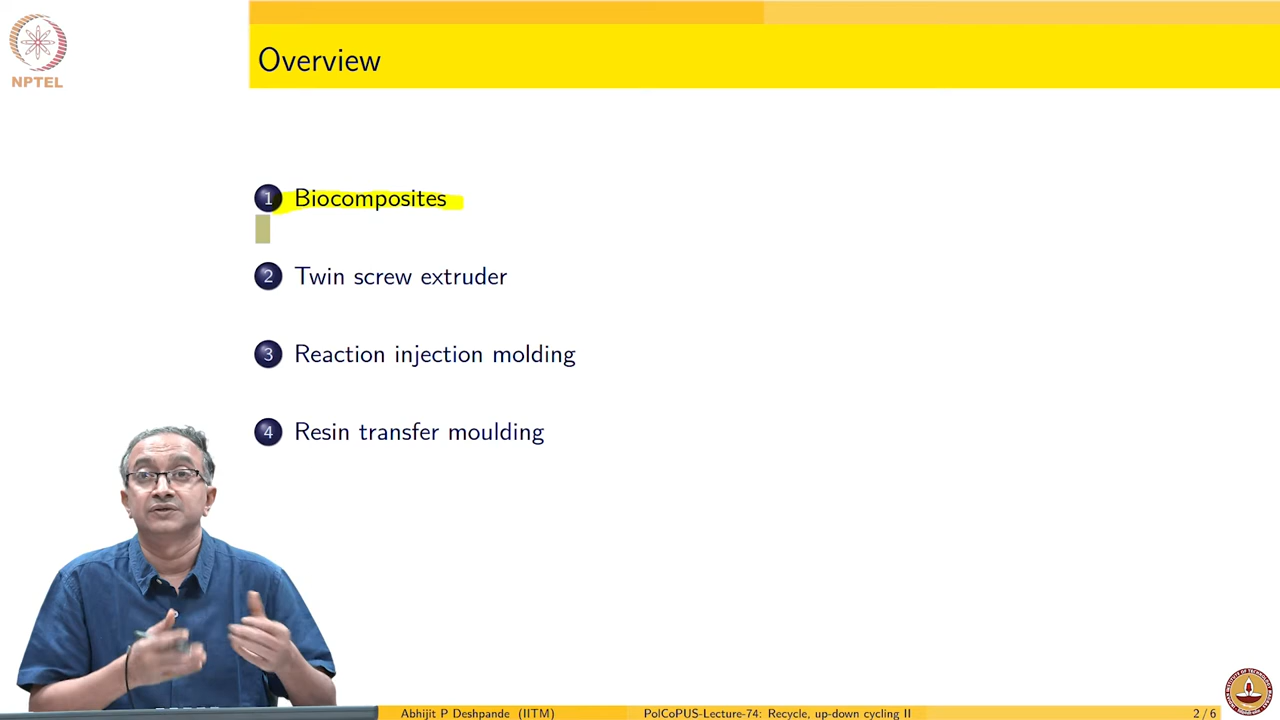 NPTEL
Overview
1 Biocomposites
2 Twin screw extruder
3 Reaction injection molding
4 Resin transfer moulding
Abhijit P Deshpande (IITM) PolCoPUS-Lecture-74: Recycle, up-down cycling II 2 / 6